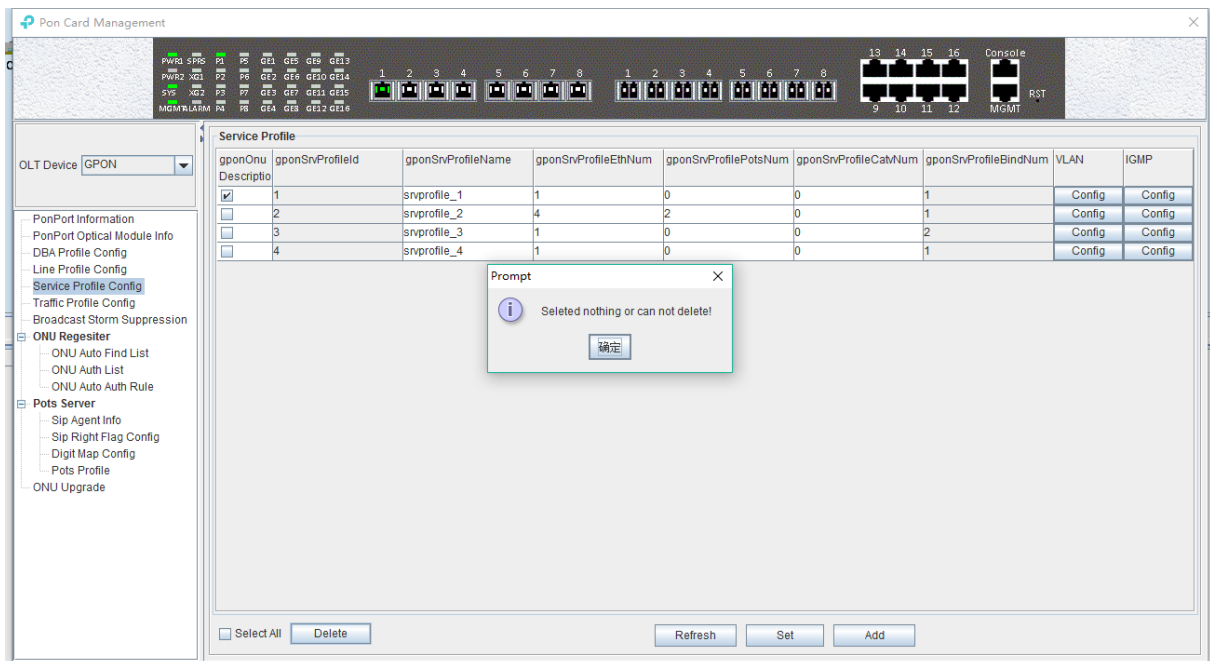 Pon Card Management
PWR1 SPR5 P1 P5 GE1 GE5 GE9 GE13
PWR2 XG1 P2 P6 GE2 GE6 GE10 GE14
SYS XG2 P3 P7 GE3 GE7 GE11 GE15
MGMT ALARM P4 P8 GE4 GE8 GE12 GE16
1 2 3 4 5 6 7 8 1 2 3 4 5 6 7 8
13 14 15 16 Console
9 10 11 12 MGMT
RST
OLT Device GPON
PonPort Information
PonPort Optical Module Info
DBA Profile Config
Line Profile Config
Service Profile Config
Traffic Profile Config
Broadcast Storm Suppression
ONU Regesiter
ONU Auto Find List
ONU Auth List
ONU Auto Auth Rule
Pots Server
Sip Agent Info
Sip Right Flag Config
Digit Map Config
Pots Profile
ONU Upgrade
Service Profile
gponOnu Descriptio gponSrvProfileId gponSrvProfileName gponSrvProfileEthNum gponSrvProfilePotsNum gponSrvProfileCatvNum gponSrvProfileBindNum VLAN IGMP
1 srvprofile_1 1 0 0 1 Config Config
2 srvprofile_2 4 2 0 1 Config Config
3 srvprofile_3 1 0 0 2 Config Config
4 srvprofile_4 1 0 0 1 Config Config
Prompt
Seleted nothing or can not delete!
确定
Select All Delete Refresh Set Add